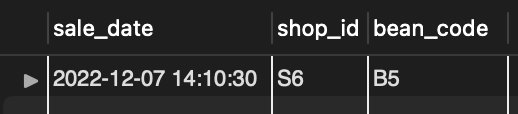 sale_date shop_id bean_code
2022-12-07 14:10:30 S6 B5